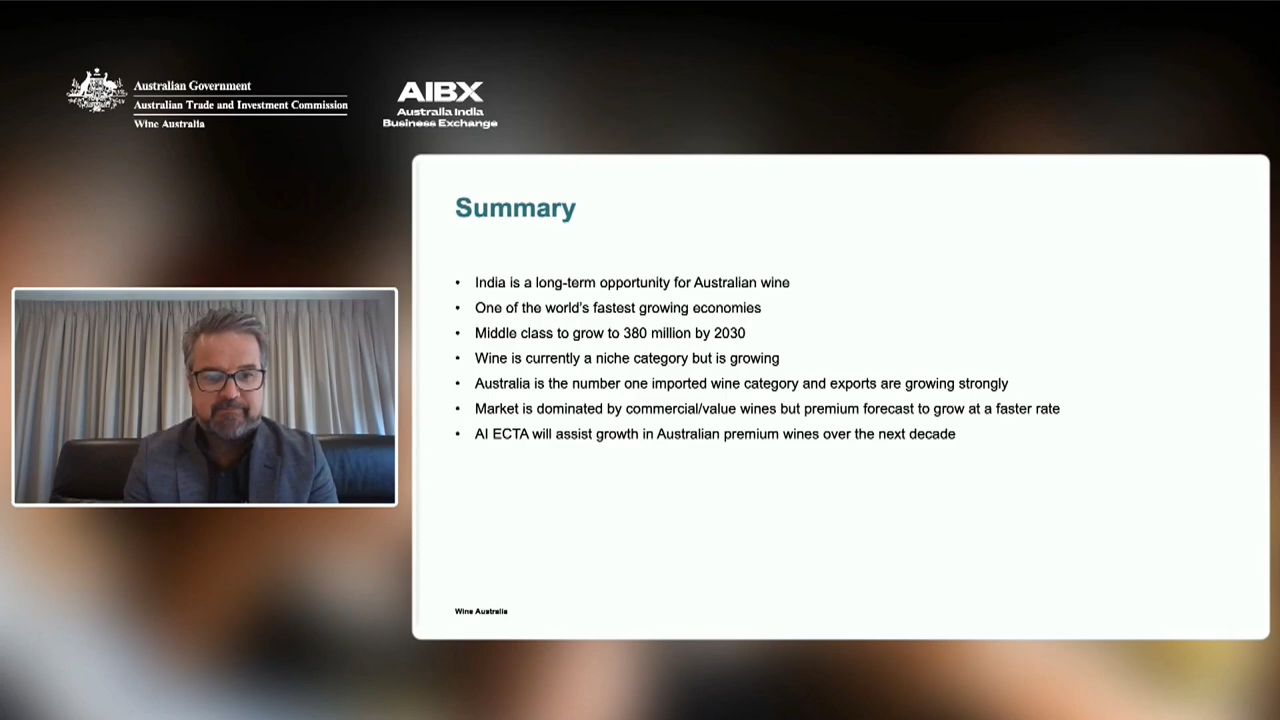 Australian Government
Australian Trade and Investment Commission
Wine Australia
AIBX
Australia India
Business Exchange
Summary
• India is a long-term opportunity for Australian wine
• One of the world's fastest growing economies
• Middle class to grow to 380 million by 2030
• Wine is currently a niche category but is growing
• Australia is the number one imported wine category and exports are growing strongly
• Market is dominated by commercial/value wines but premium forecast to grow at a faster rate
• AI ECTA will assist growth in Australian premium wines over the next decade
Wine Australia